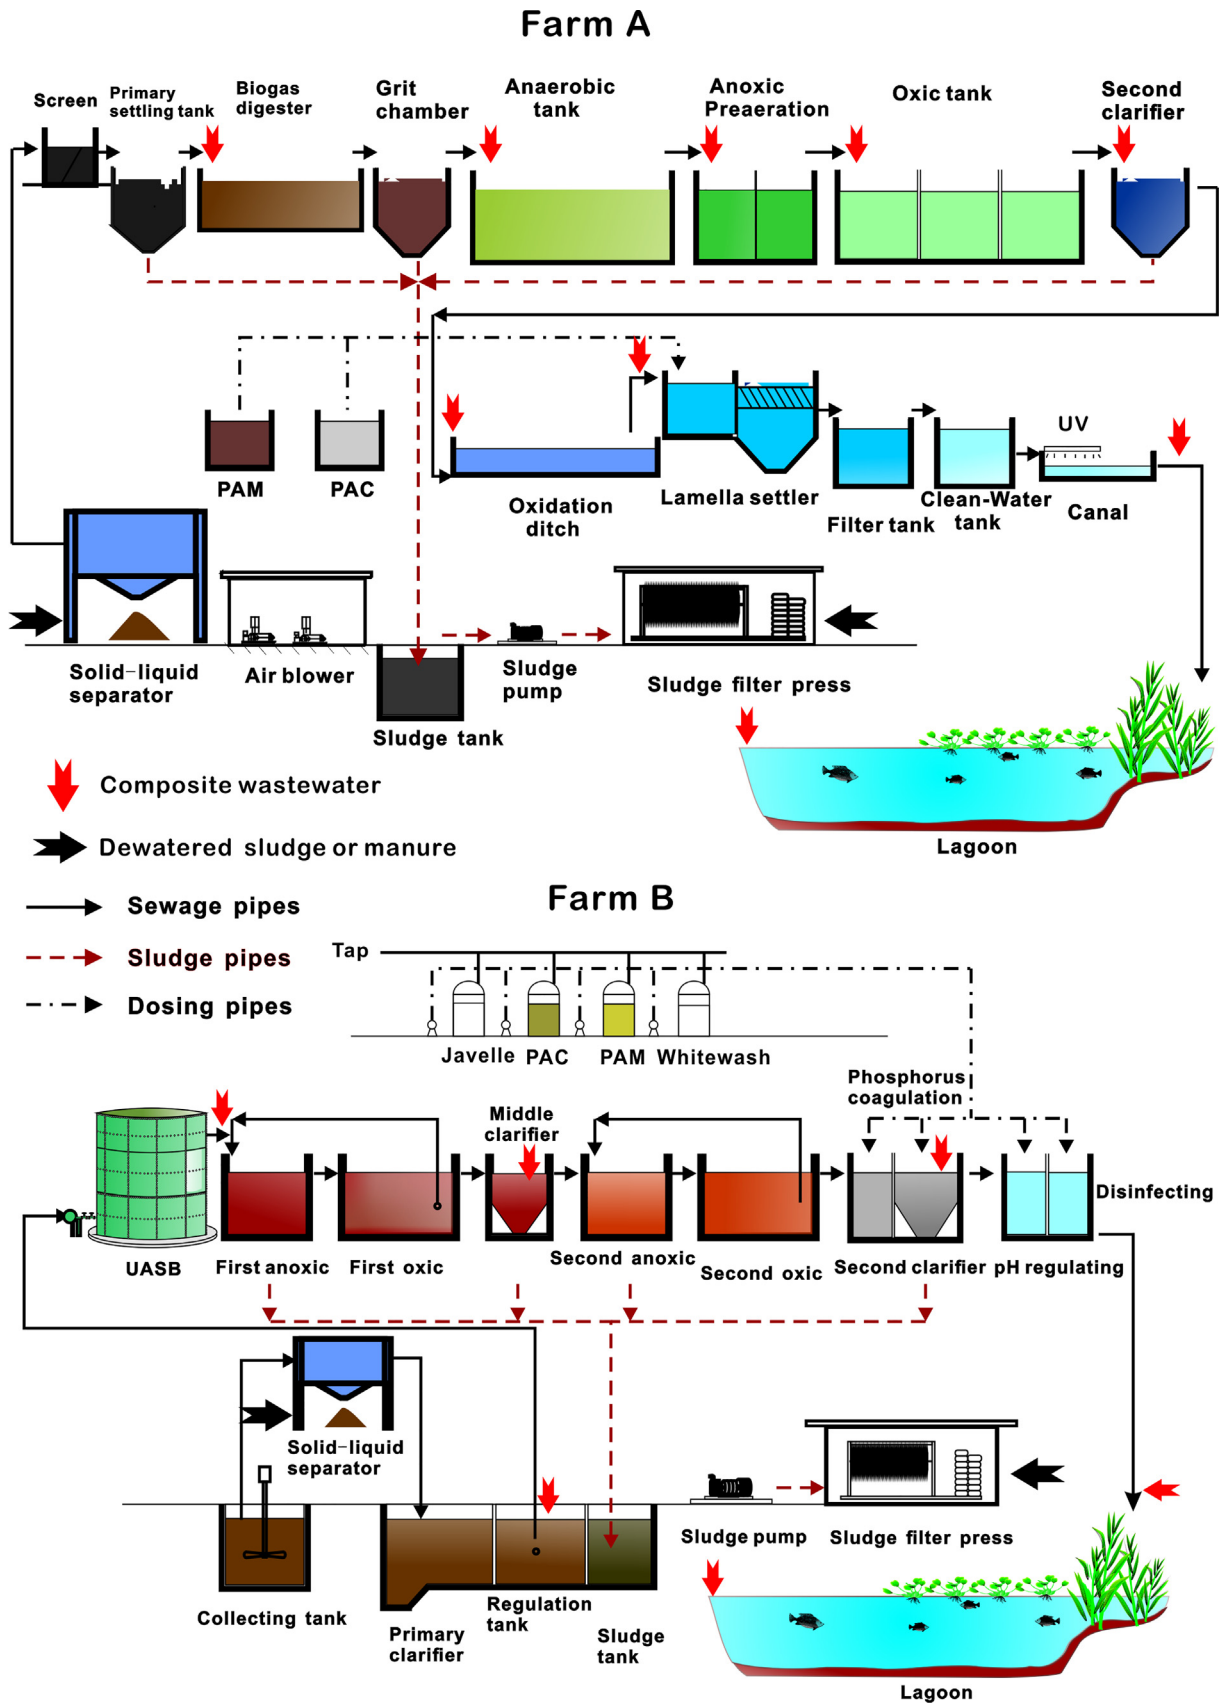 Farm A
Screen
Primary
settling tank
Biogas
digester
Grit
chamber
Anaerobic
tank
Anoxic
Preaeration
Oxic tank
Second
clarifier
PAM
PAC
Oxidation
ditch
Lamella settler
Filter tank
Clean-Water
tank
UV
Canal
Solid-liquid
separator
Air blower
Sludge tank
Sludge
pump
Sludge filter press
Lagoon
Composite wastewater
Dewatered sludge or manure
Sewage pipes
Sludge pipes
Dosing pipes
Farm B
Tap
Javelle
PAC
PAM
Whitewash
Phosphorus
coagulation
Middle
clarifier
Disinfecting
UASB
First anoxic
First oxic
Second anoxic
Second oxic
Second clarifier
pH regulating
Solid-liquid
separator
Collecting tank
Primary
clarifier
Regulation
tank
Sludge
tank
Sludge pump
Sludge filter press
Lagoon